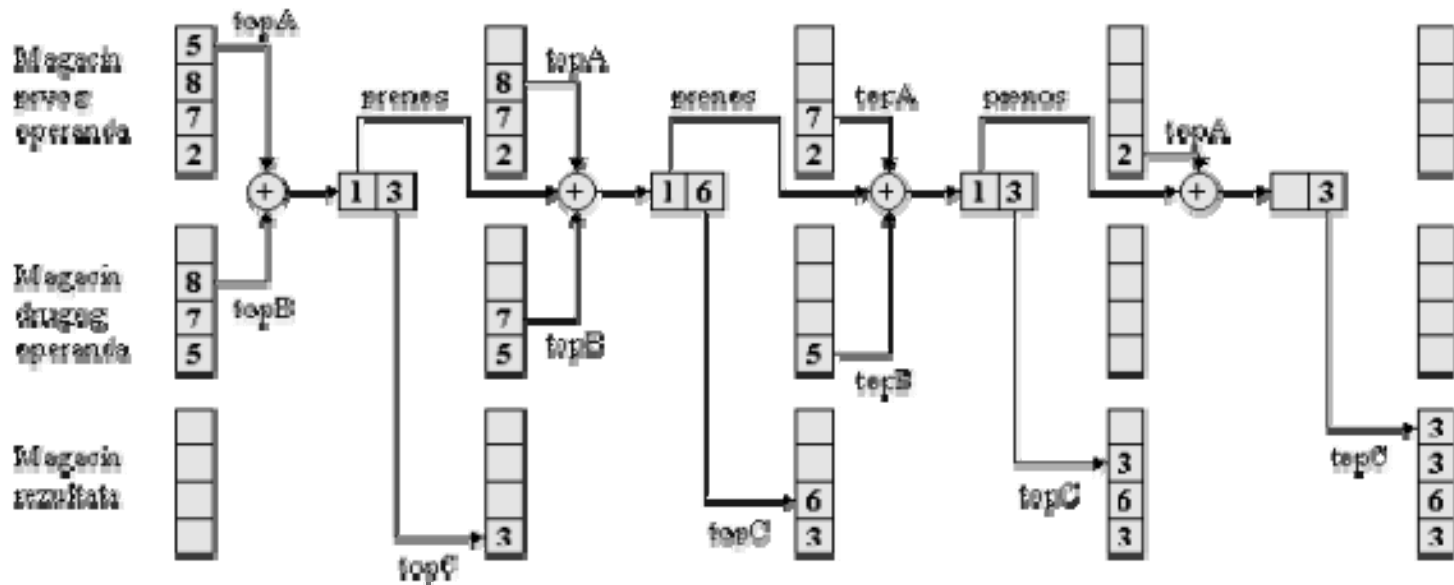 Magacin
prvog
operanda
topA
5
8
7
2
+
prenos
1 3
topA
8
7
2
+
prenos
1 6
topA
7
2
+
prenos
1 3
topA
2
+
3
Magacin
drugog
operanda
8
7
5
topB
7
5
topB
5
topB
Magacin
rezultata
3
topC
6
3
topC
3
6
3
topC
3
3
6
3
topC